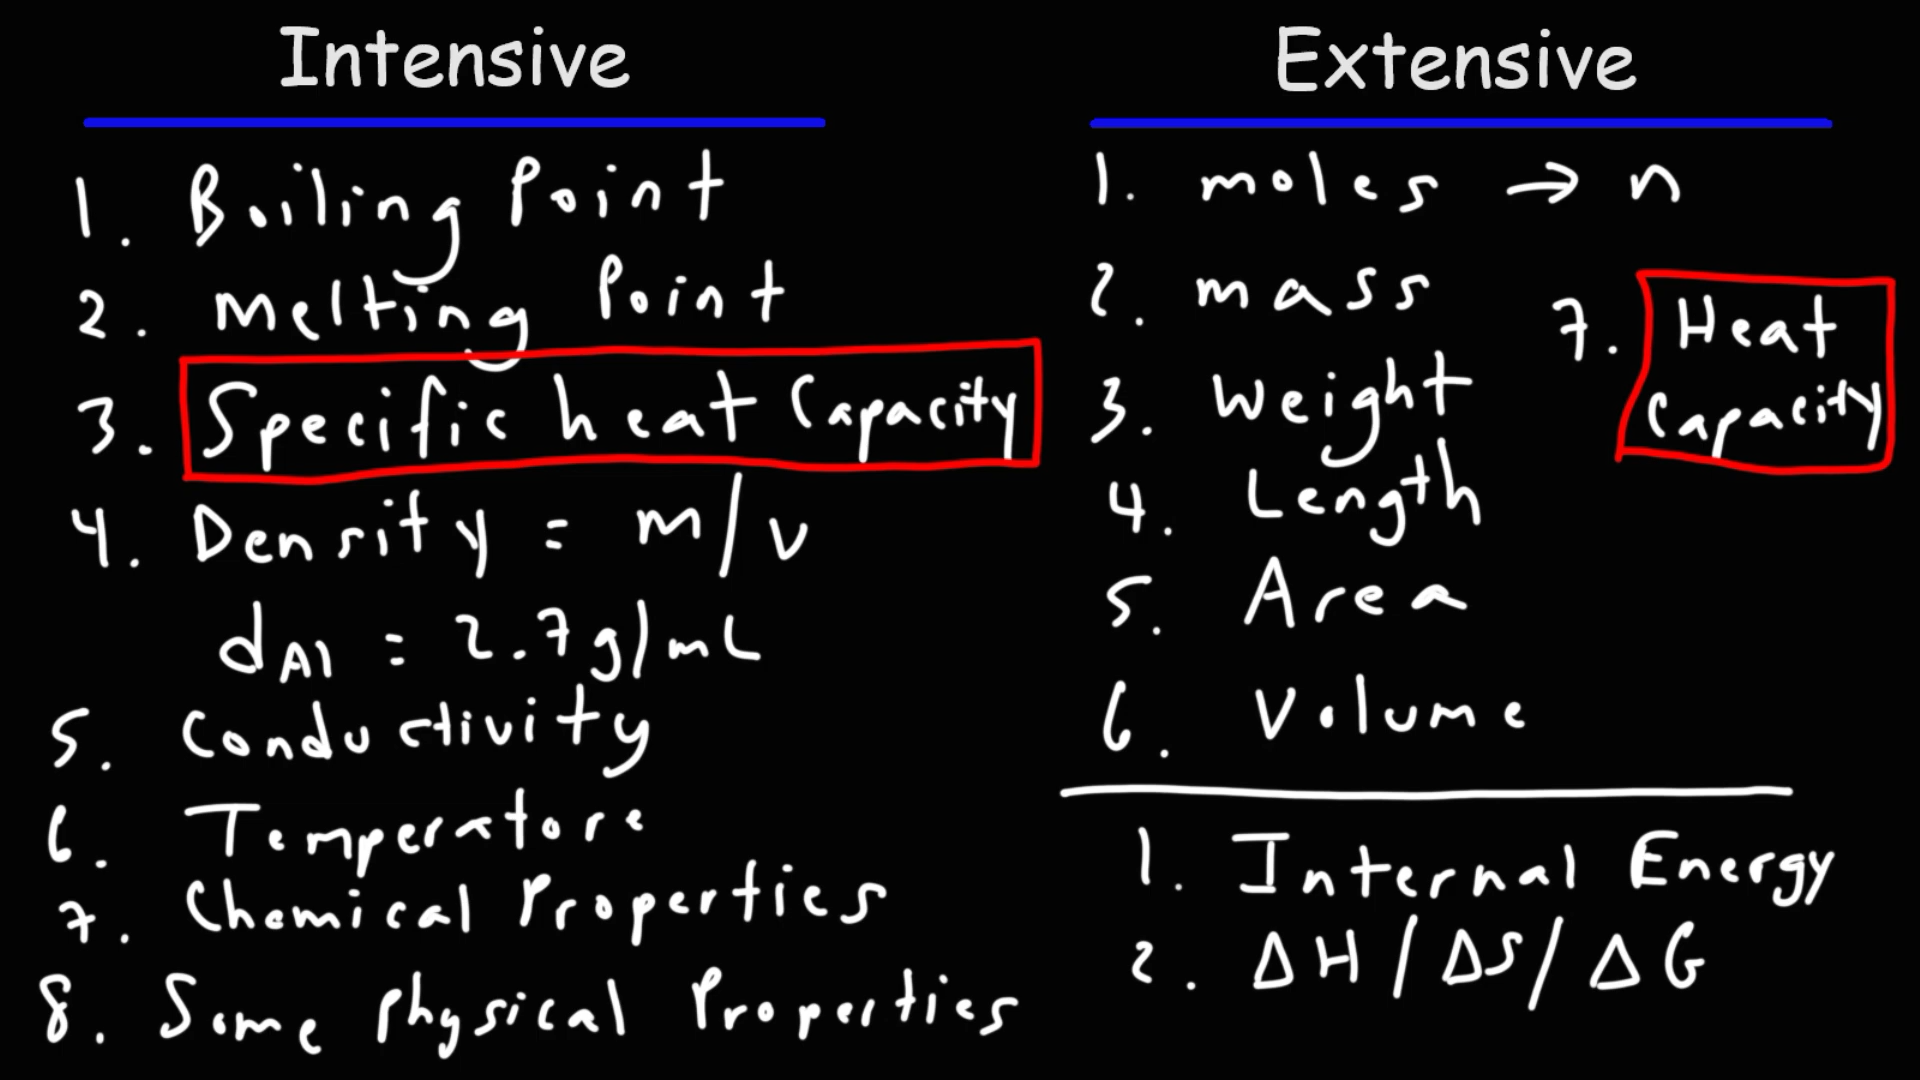 Intensive
1. Boiling Point
2. Melting Point
3. Specific heat Capacity
4. Density = m/v
dAl = 2.7g/mL
5. Conductivity
6. Temperature
7. Chemical Properties
8. Some Physical Properties
Extensive
1. moles → n
2. mass
3. Weight
4. Length
5. Area
6. Volume
7. Heat
Capacity
1. Internal Energy
2. ΔH/ΔS/ΔG